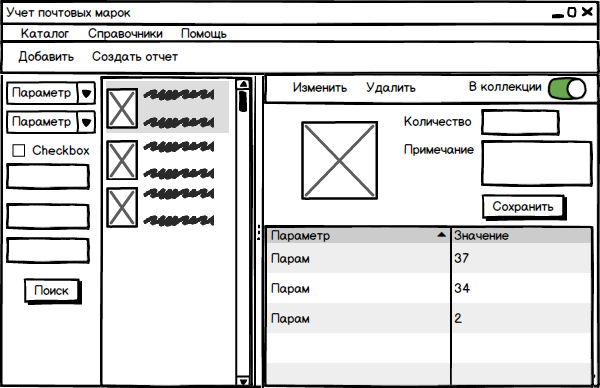 Учет почтовых марок
Каталог Справочники Помощь
Добавить Создать отчет
Параметр
Параметр
Checkbox
Поиск
Изменить Удалить В коллекции
Количество
Примечание
Сохранить
Параметр Значение
Парам 37
Парам 34
Парам 2